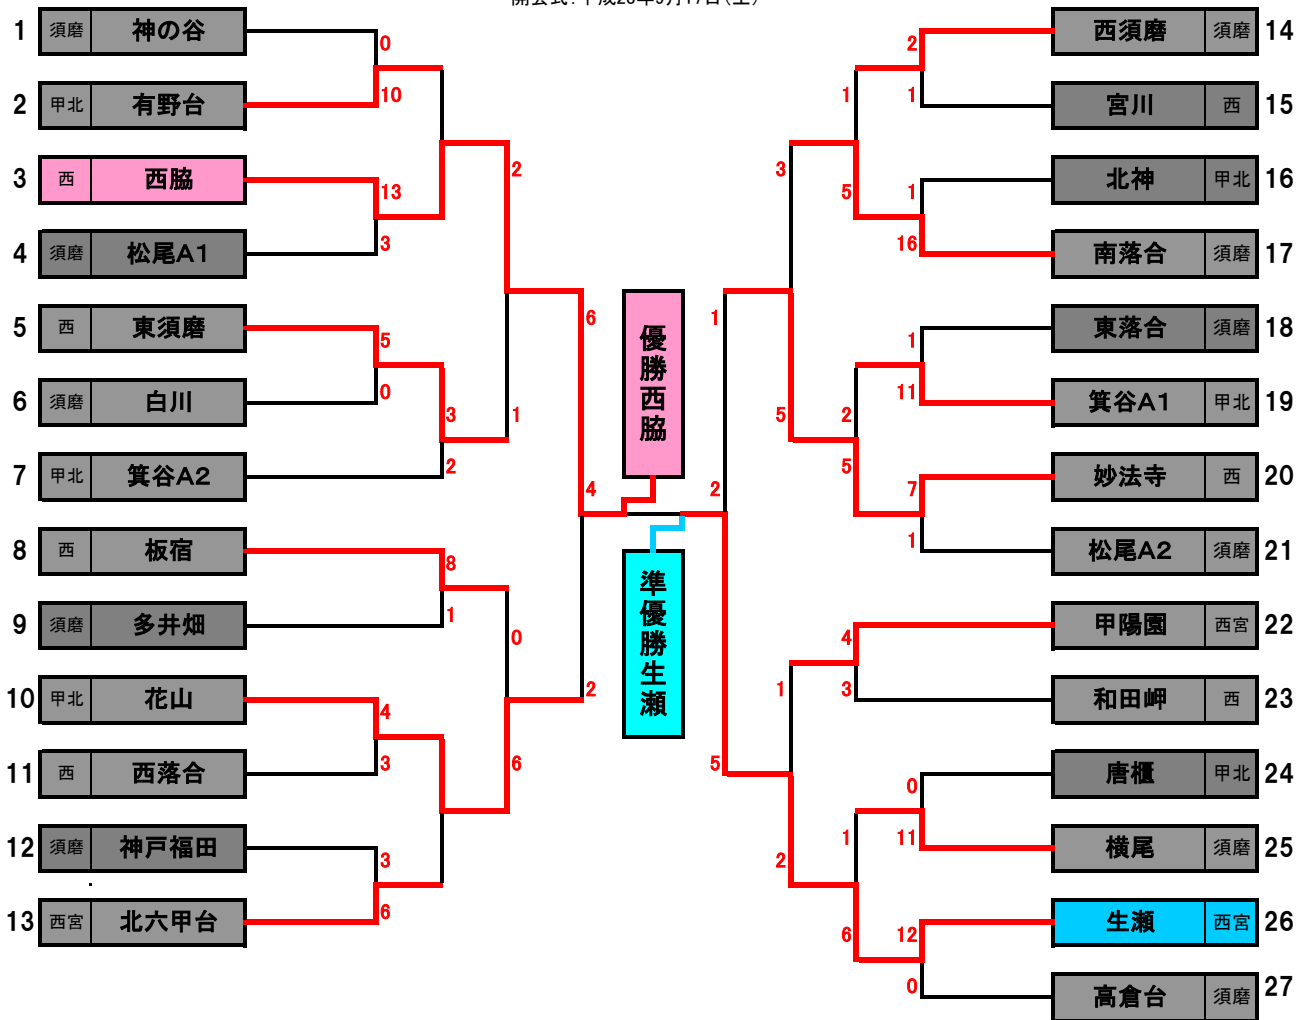 1 須磨 神の谷
2 甲北 有野台
3 西 西脇
4 須磨 松尾A1
5 西 東須磨
6 須磨 白川
7 甲北 箕谷A2
8 西 板宿
9 須磨 多井畑
10 甲北 花山
11 西 西落合
12 須磨 神戸福田
13 西宮 北六甲台
0
10
13
3
5
0
3
2
8
1
4
3
3
6
2
1
0
6
6
2
4
優勝西脇
準優勝生瀬
2
1
5
3
5
1
2
1
5
2
5
1
6
2
1
1
16
1
11
7
1
4
3
0
11
12
0
西須磨 須磨 14
宮川 西 15
北神 甲北 16
南落合 須磨 17
東落合 須磨 18
箕谷A1 甲北 19
妙法寺 西 20
松尾A2 須磨 21
甲陽園 西宮 22
和田岬 西 23
唐櫃 甲北 24
横尾 須磨 25
生瀬 西宮 26
高倉台 須磨 27